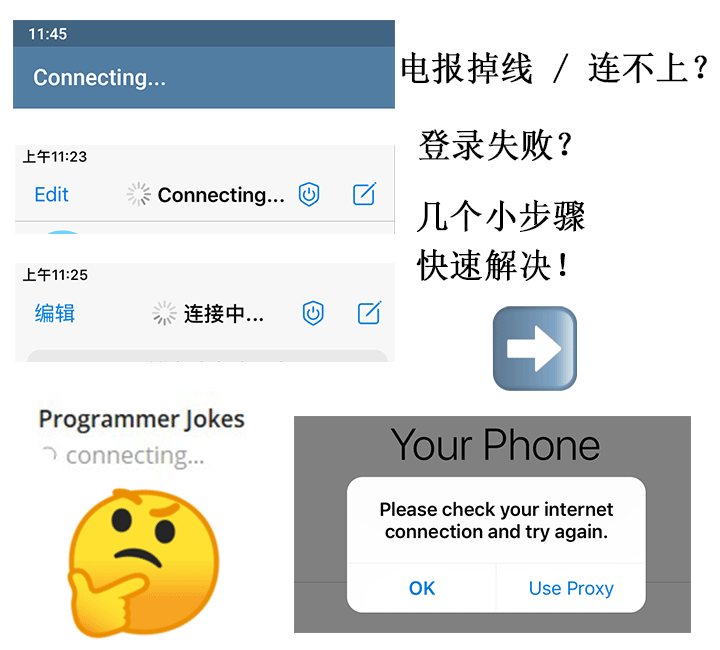 11:45
Connecting...
电报掉线 / 连不上?
登录失败?
几个小步骤
快速解决!
上午11:23
Edit
Connecting...
上午11:25
编辑
连接中...
Programmer Jokes
connecting...
Your Phone
Please check your internet
connection and try again.
OK
Use Proxy